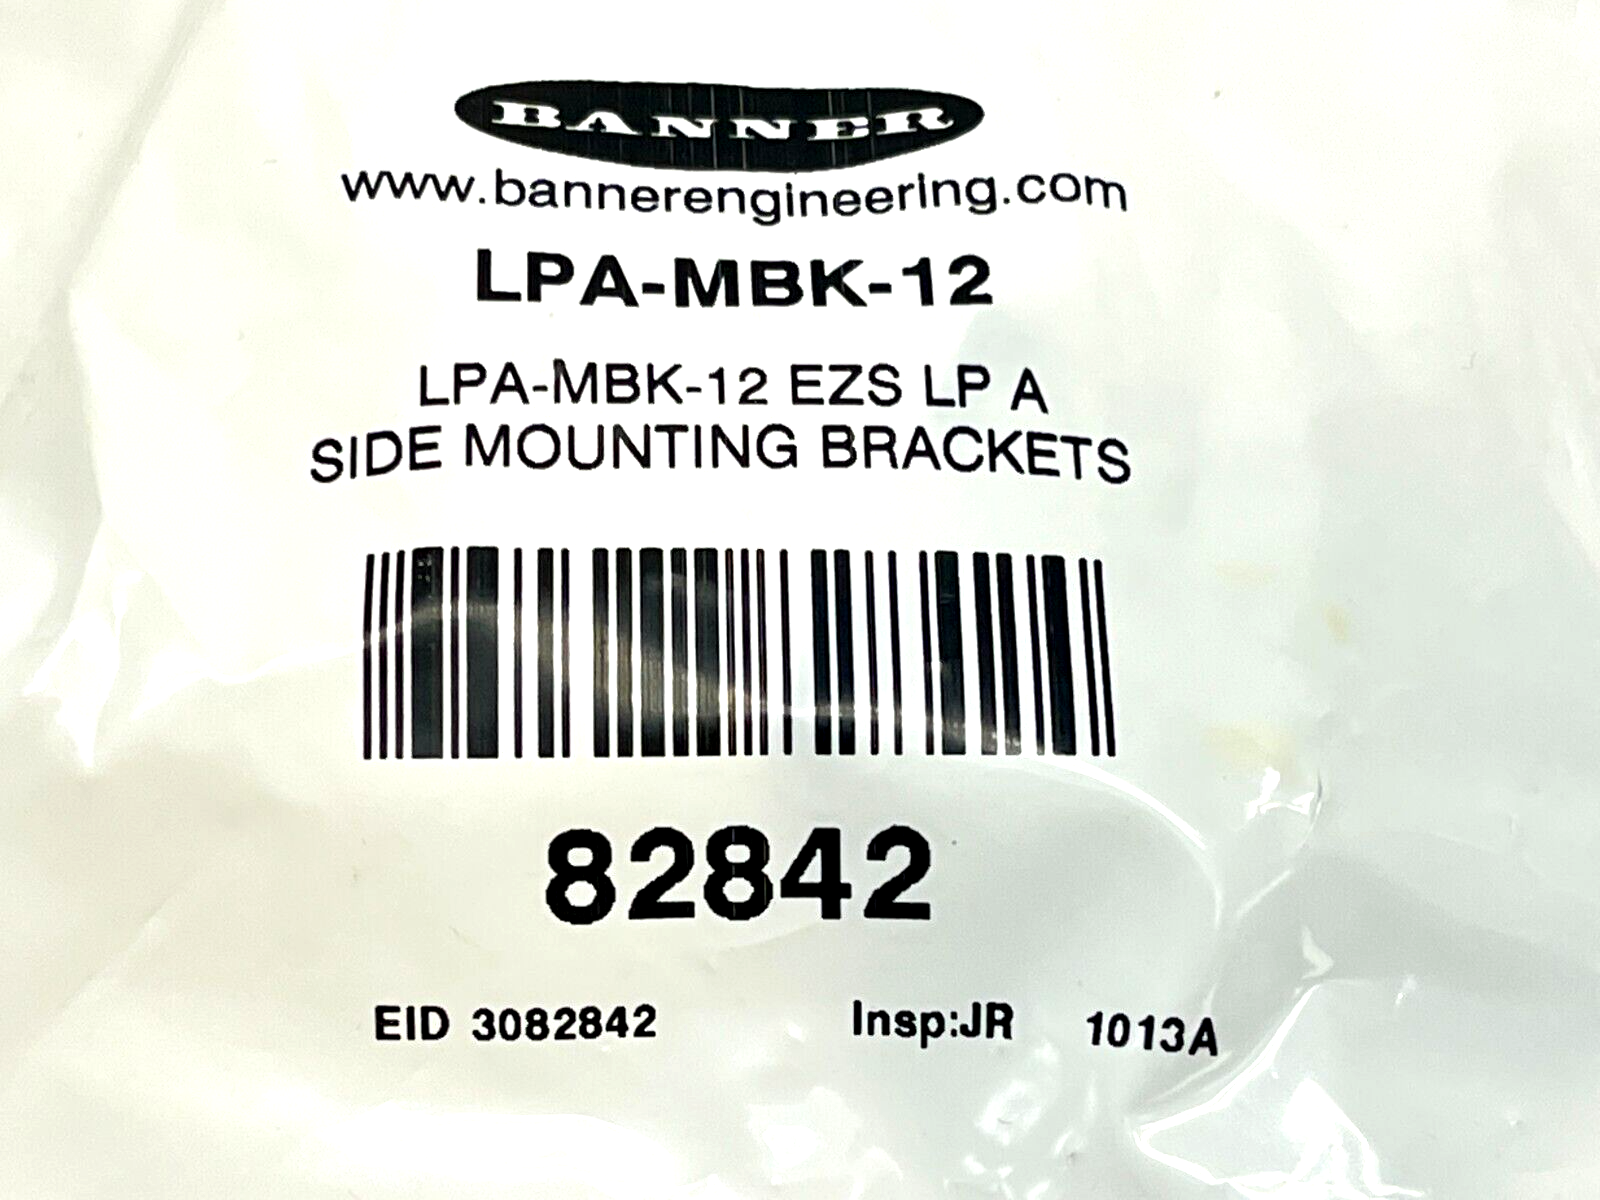 BANNER
www.bannerengineering.com
LPA-MBK-12
LPA-MBK-12 EZS LP A
SIDE MOUNTING BRACKETS
82842
EID 3082842 Insp:JR 1013A